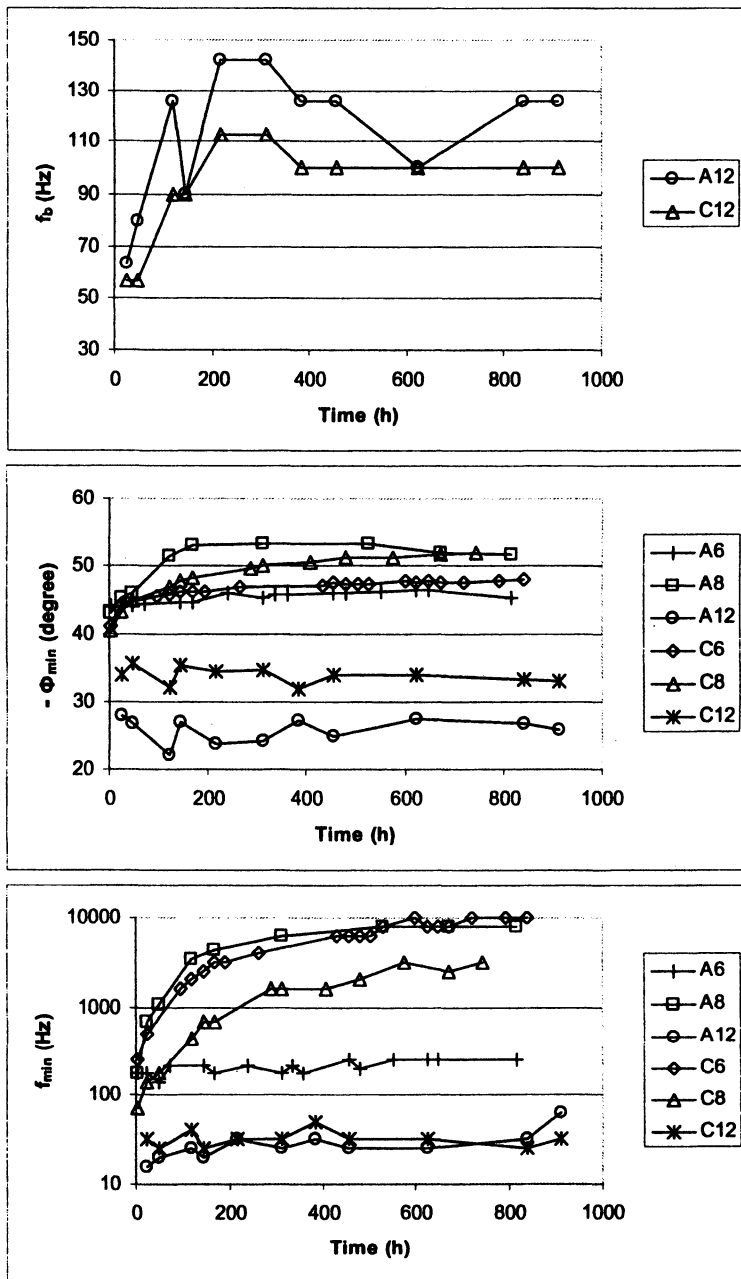 150
130
110
90
70
50
30
f_b (Hz)
0 200 400 600 800 1000
Time (h)
A12
C12
60
50
40
30
20
- Φ_min (degree)
0 200 400 600 800 1000
Time (h)
A6
A8
A12
C6
C8
C12
10000
1000
100
10
f_min (Hz)
0 200 400 600 800 1000
Time (h)
A6
A8
A12
C6
C8
C12